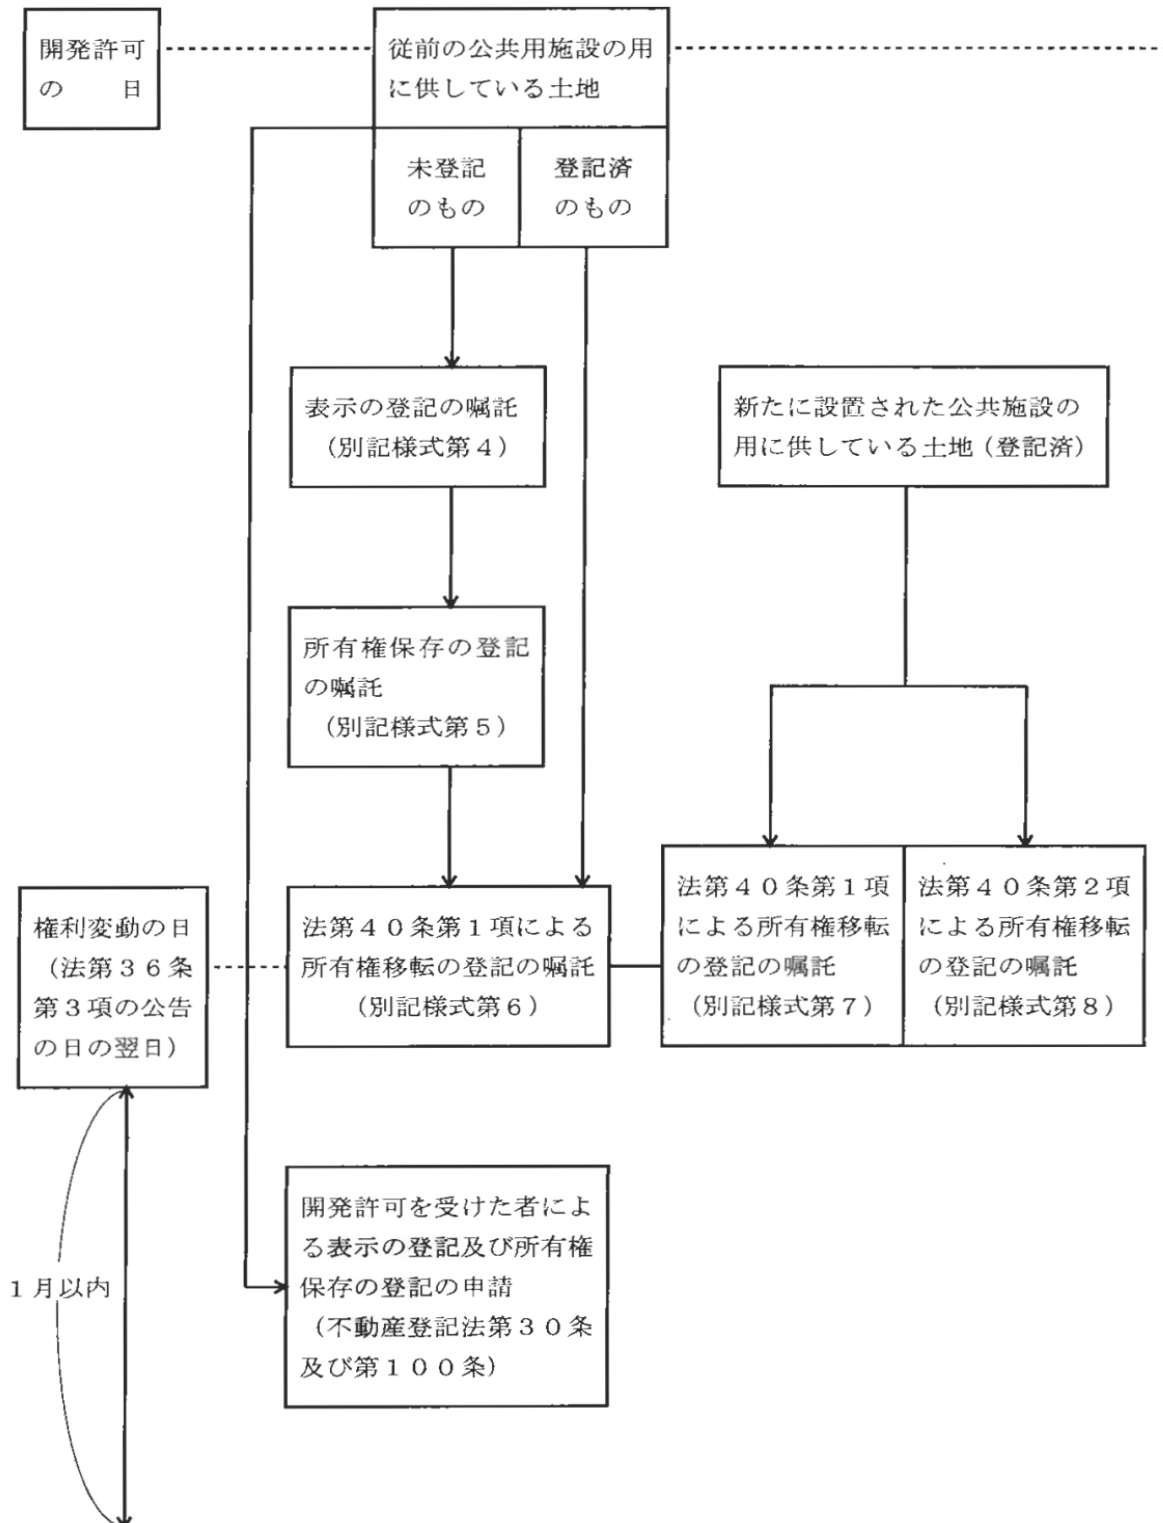 開発許可
の　　日
従前の公共用施設の用
に供している土地
未登記
のもの
登記済
のもの
表示の登記の嘱託
（別記様式第４）
新たに設置された公共施設の
用に供している土地（登記済）
所有権保存の登記
の嘱託
（別記様式第５）
権利変動の日
（法第３６条
第３項の公告
の日の翌日）
法第４０条第１項による
所有権移転の登記の嘱託
（別記様式第６）
法第４０条第１項
による所有権移転
の登記の嘱託
（別記様式第７）
法第４０条第２項
による所有権移転
の登記の嘱託
（別記様式第８）
１月以内
開発許可を受けた者によ
る表示の登記及び所有権
保存の登記の申請
（不動産登記法第３０条
及び第１００条）